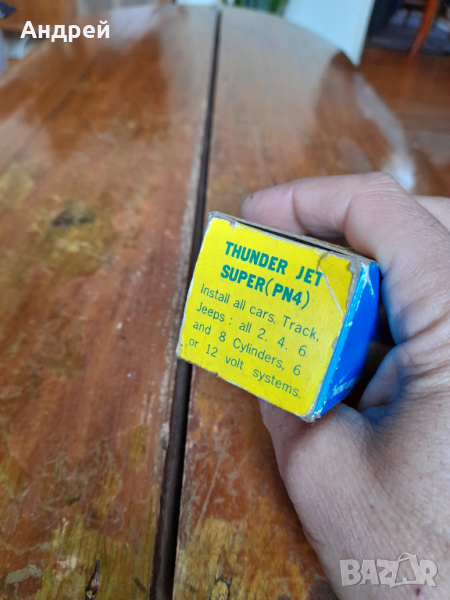 Андрей
THUNDER JET
SUPER(PN4)
Install all cars. Track,
Jeeps : all 2. 4. 6
and 8 Cylinders, 6
or 12 volt systems.
BAZAR